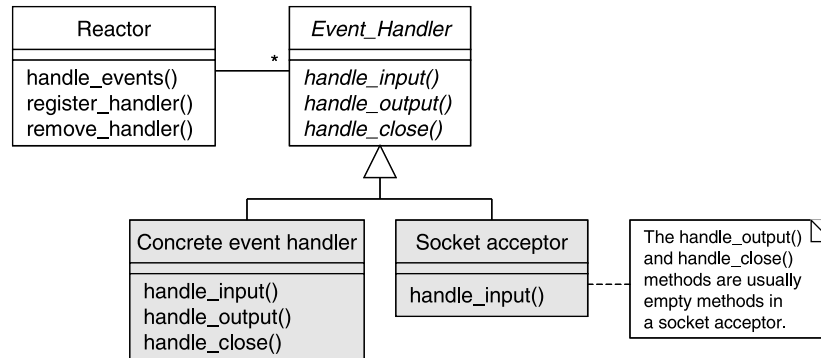 Reactor
handle_events()
register_handler()
remove_handler()
*
Event_Handler
handle_input()
handle_output()
handle_close()
Concrete event handler
handle_input()
handle_output()
handle_close()
Socket acceptor
handle_input()
The handle_output()
and handle_close()
methods are usually
empty methods in
a socket acceptor.